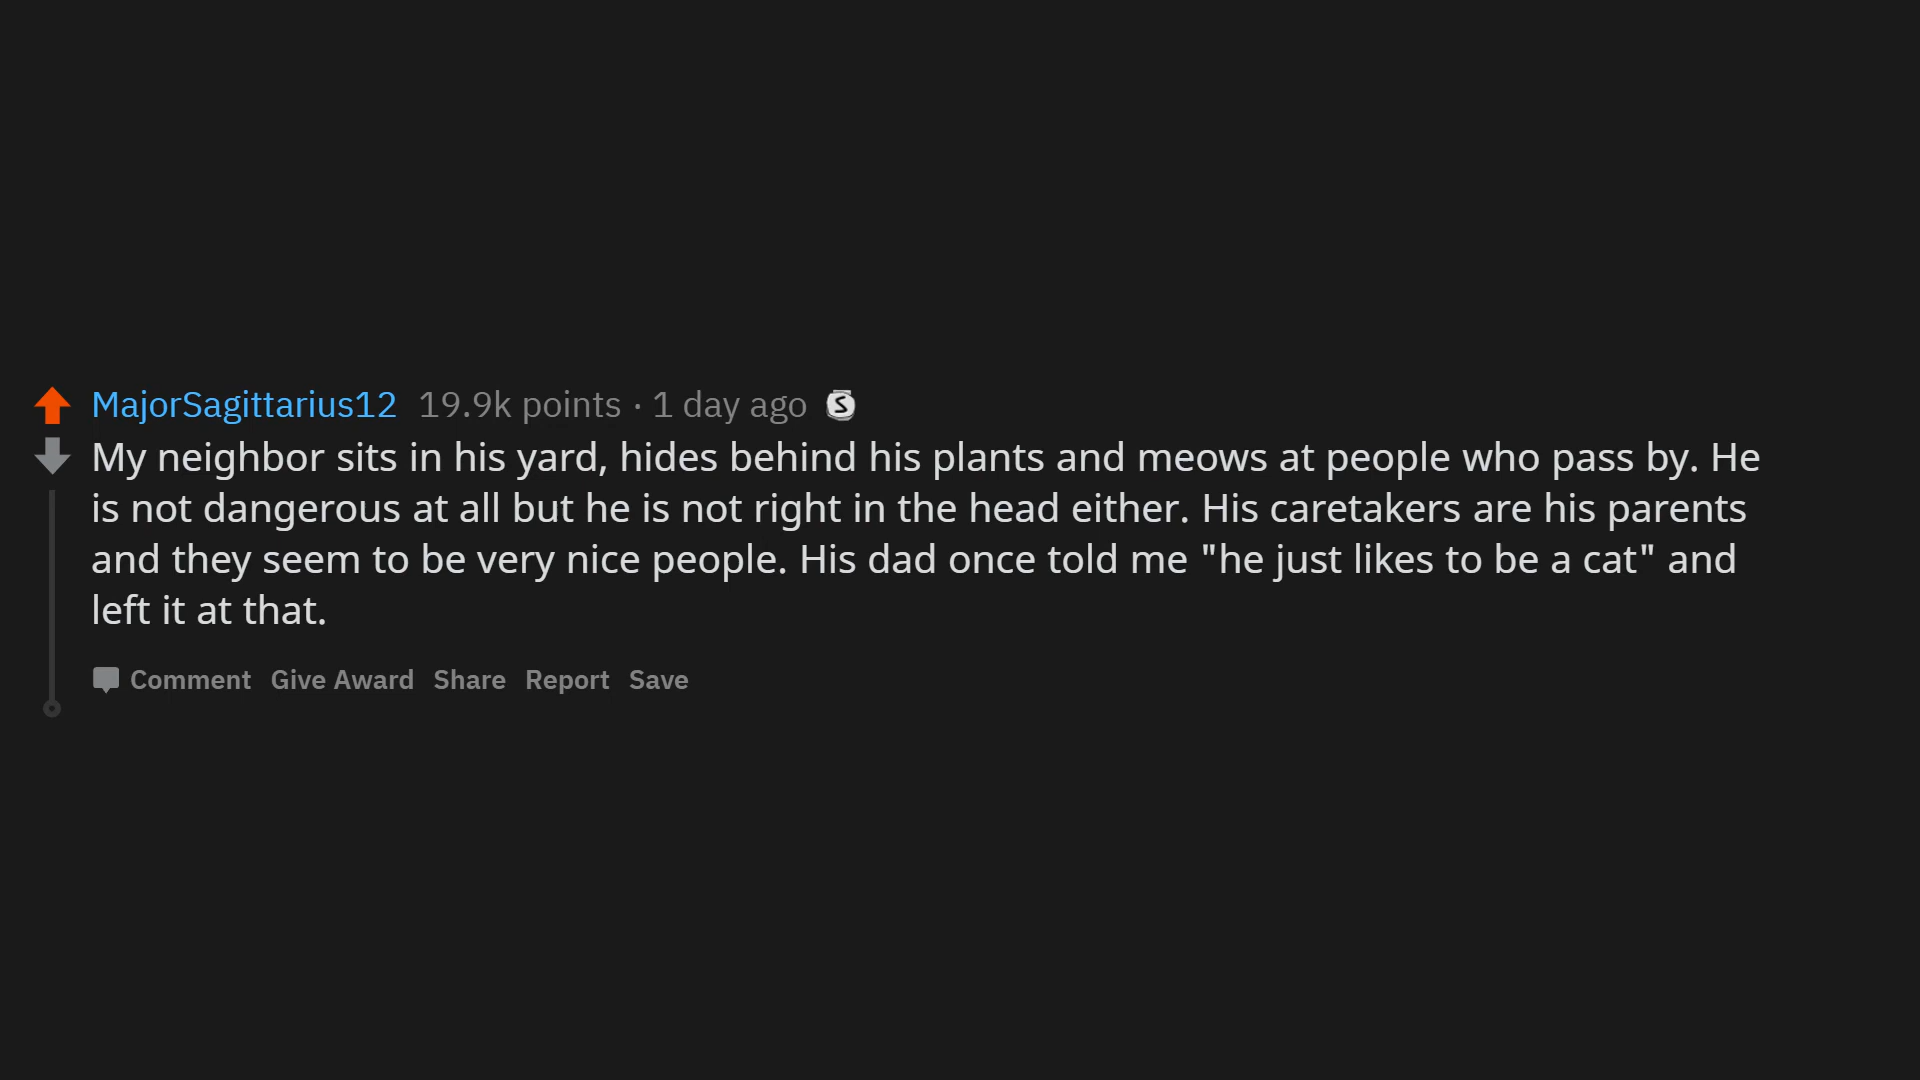 MajorSagittarius12 19.9k points · 1 day ago S
My neighbor sits in his yard, hides behind his plants and meows at people who pass by. He
is not dangerous at all but he is not right in the head either. His caretakers are his parents
and they seem to be very nice people. His dad once told me "he just likes to be a cat" and
left it at that.
Comment Give Award Share Report Save